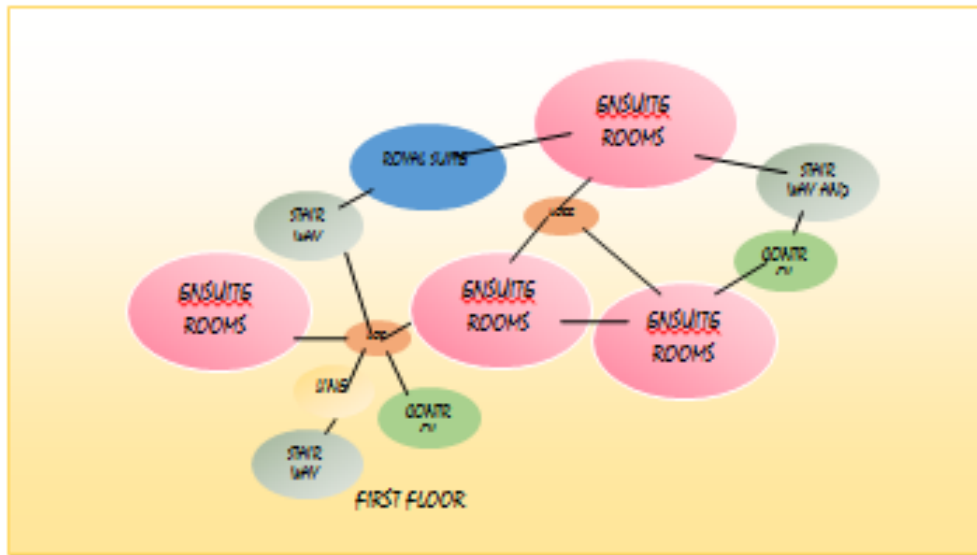 ENSUITE
ROOMS
ROYAL SUITE
STAIR
WAY AND
STAIR
WAY
CONTR
ENSUITE
ROOMS
ENSUITE
ROOMS
ENSUITE
ROOMS
CONTR
STAIR
WAY
FIRST FLOOR